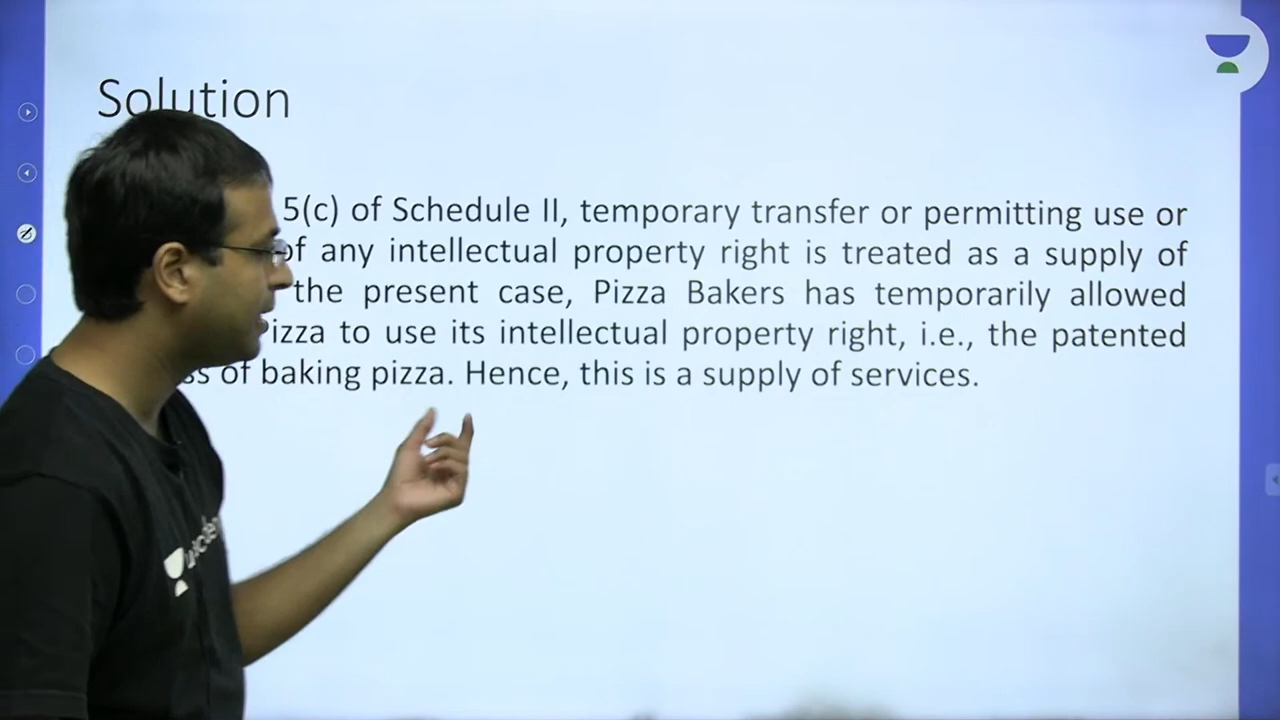 Solution
5(c) of Schedule II, temporary transfer or permitting use or
of any intellectual property right is treated as a supply of
the present case, Pizza Bakers has temporarily allowed
to use its intellectual property right, i.e., the patented
of baking pizza. Hence, this is a supply of services.